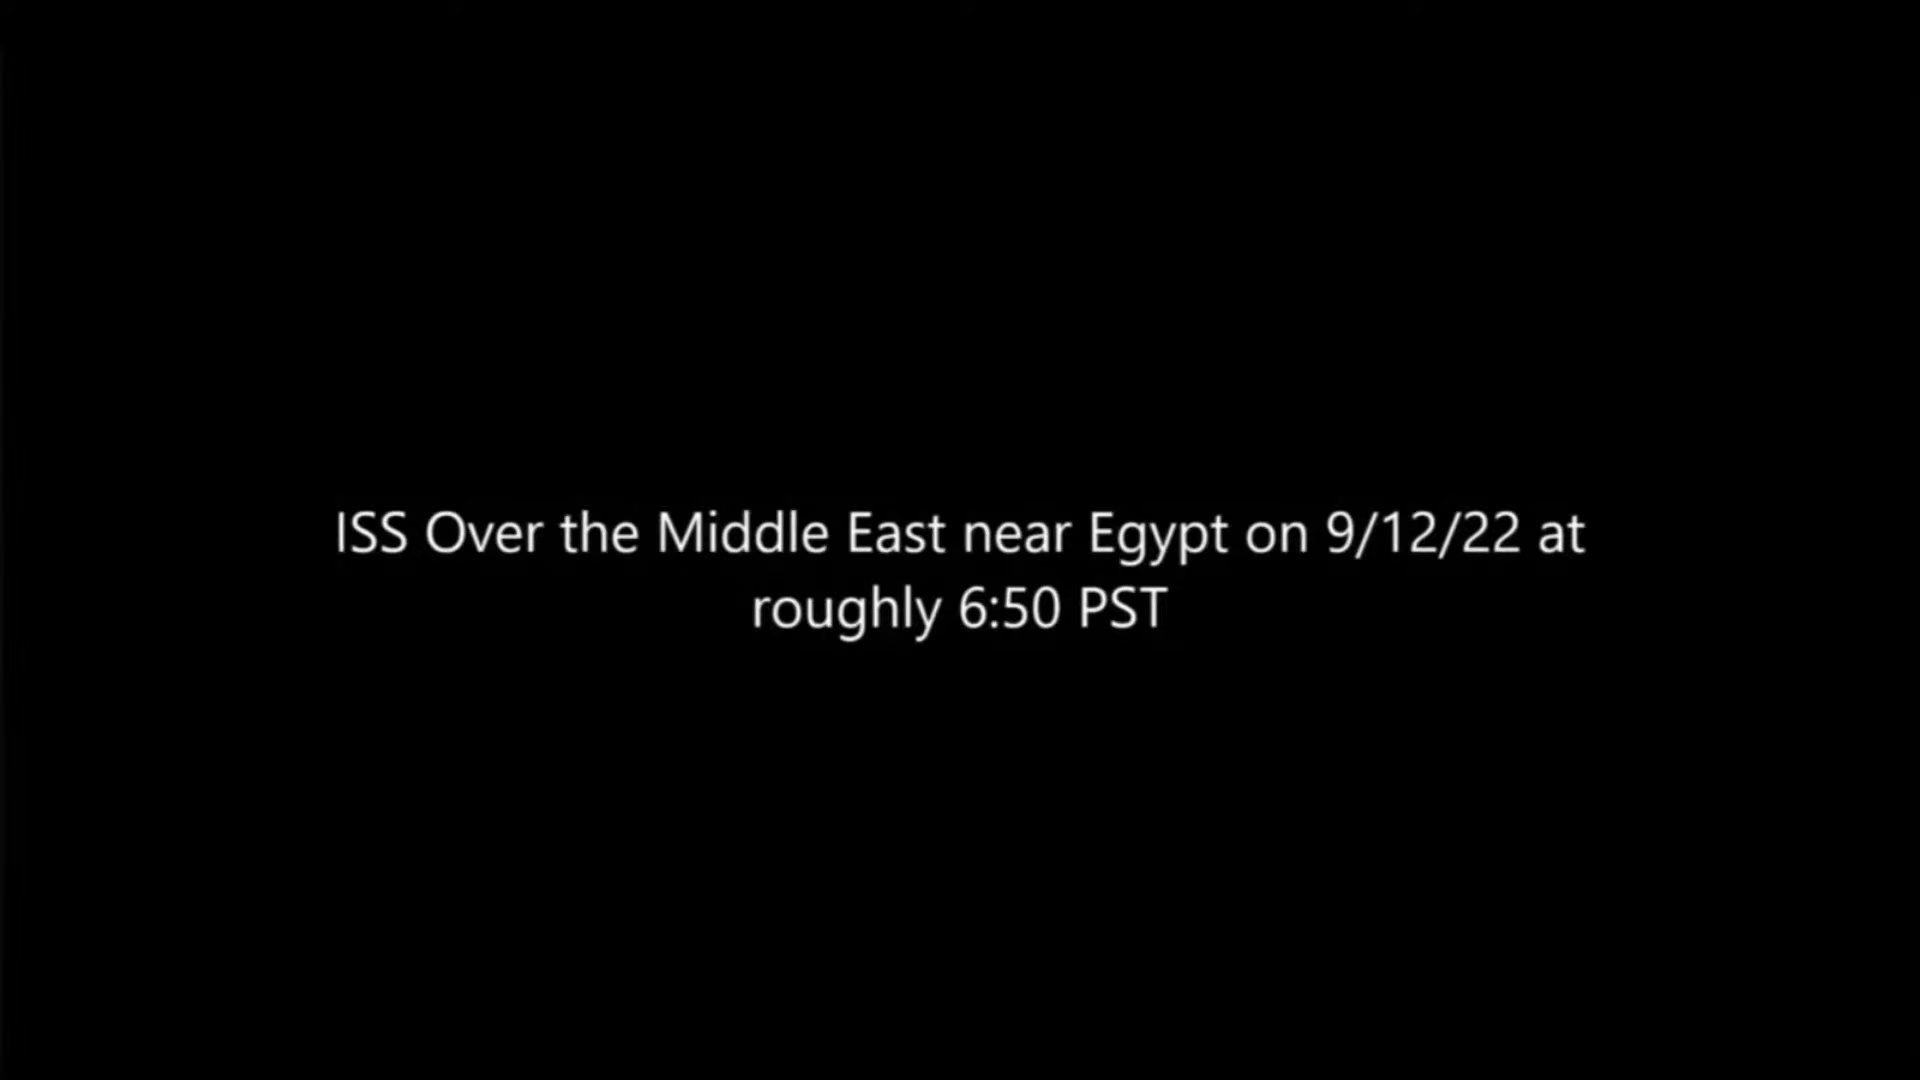 ISS Over the Middle East near Egypt on 9/12/22 at
roughly 6:50 PST